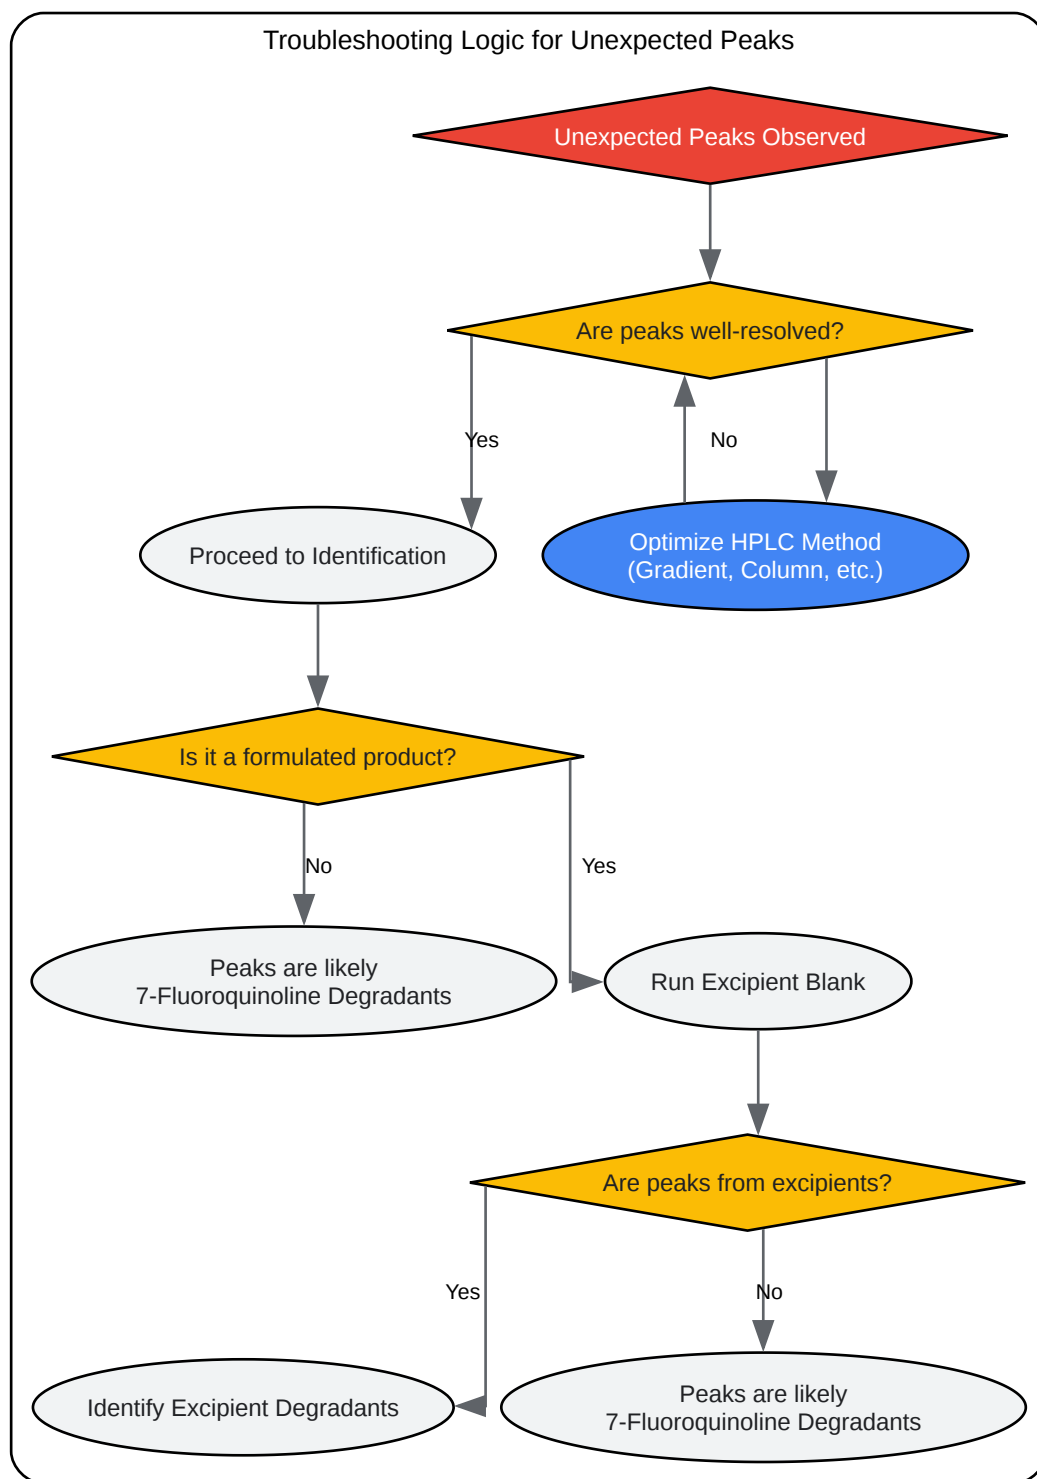 Troubleshooting Logic for Unexpected Peaks
Unexpected Peaks Observed
Are peaks well-resolved?
Yes
No
Proceed to Identification
Optimize HPLC Method
(Gradient, Column, etc.)
Is it a formulated product?
No
Yes
Peaks are likely
7-Fluoroquinoline Degradants
Run Excipient Blank
Are peaks from excipients?
Yes
No
Identify Excipient Degradants
Peaks are likely
7-Fluoroquinoline Degradants